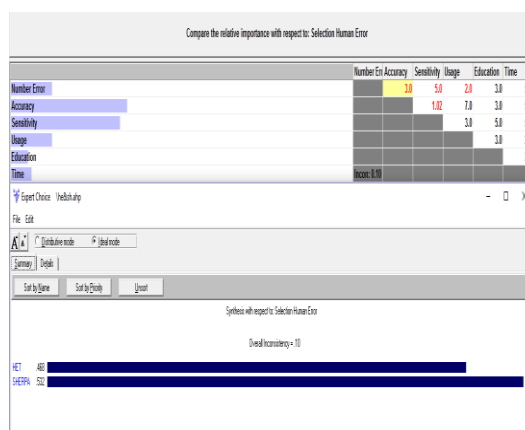 Compare the relative importance with respect to: Selection Human Error
Number Err Accuracy Sensitivity Usage Education Time
Number Error 3.0 5.0 2.0 3.0
Accuracy 1.02 7.0 3.0
Sensitivity 3.0 5.0
Usage 3.0
Education
Time Incon: 0.10
Expert Choice \hetlosh.ahp
File Edit
Distributive mode Ideal mode
Summary Details
Sort by Name Sort by Priority Unsort
Synthesis with respect to: Selection Human Error
Overall Inconsistency = .10
HET .468
SHERPA .532